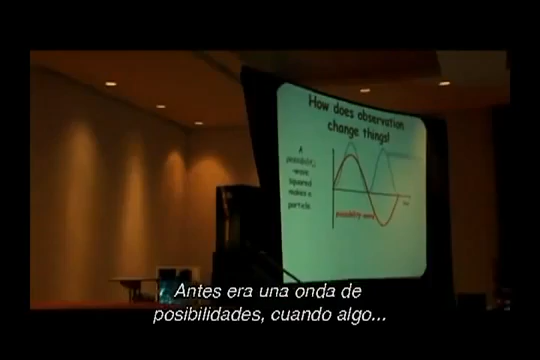 How does observation
change things!
A
possibility
wave
squared
makes a
particle.
possibility wave
Antes era una onda de
posibilidades, cuando algo...